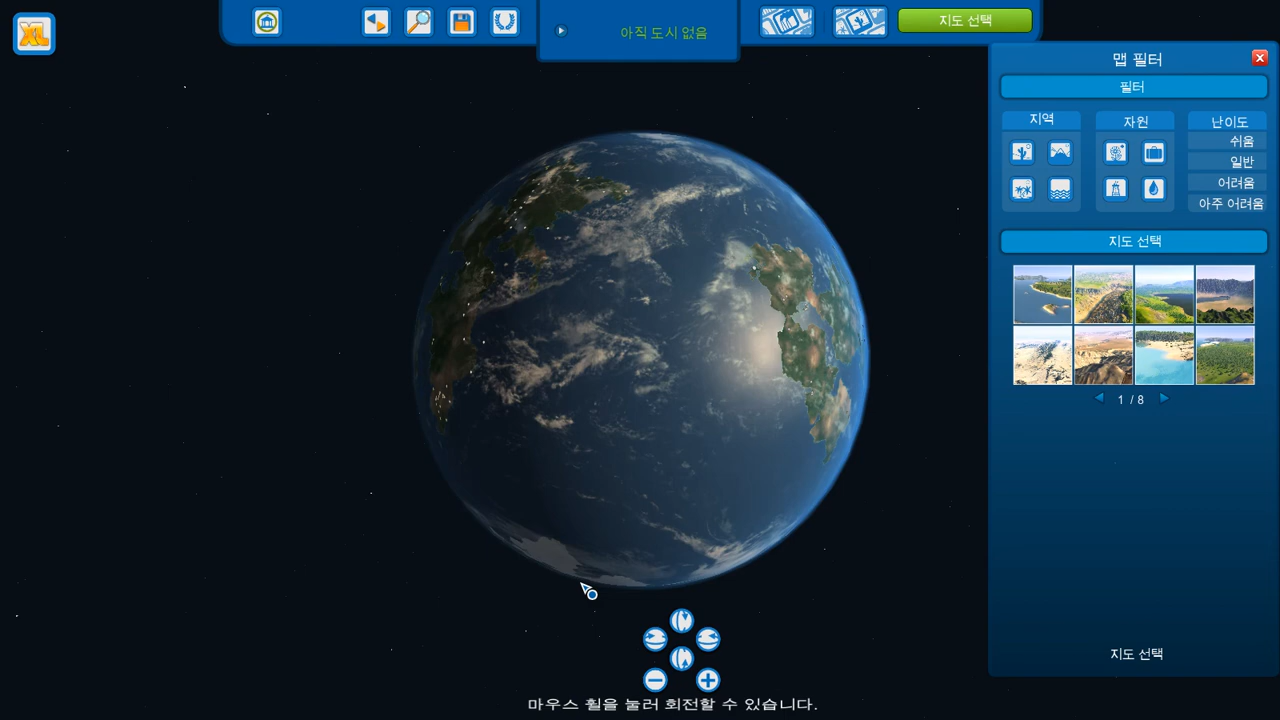 XL
아직 도시 없음
지도 선택
맵 필터
필터
지역
자원
난이도
쉬움
일반
어려움
아주 어려움
지도 선택
1 / 8
지도 선택
마우스 휠을 눌러 회전할 수 있습니다.